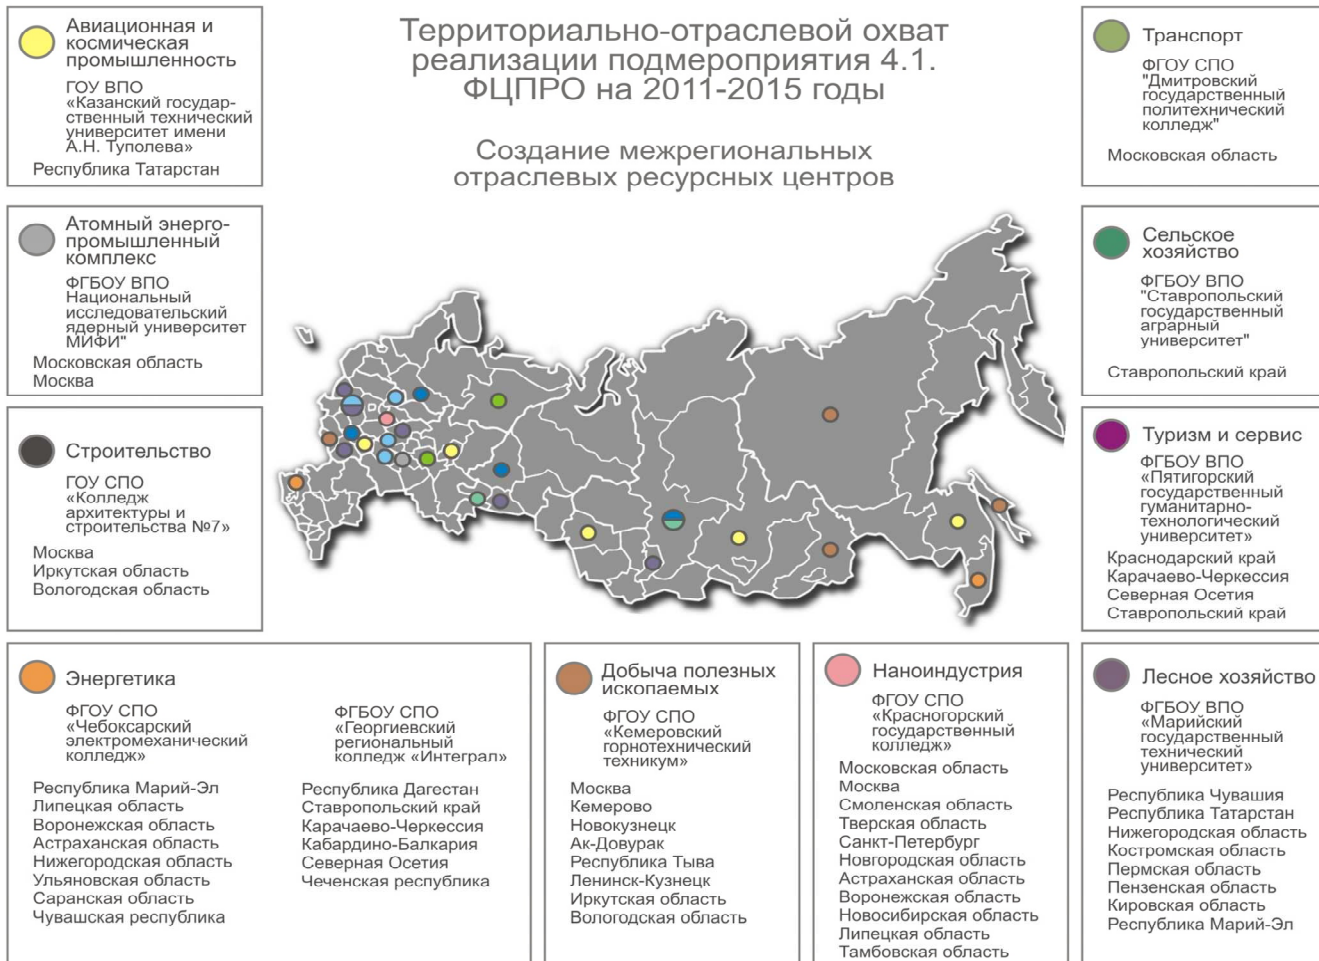 Территориально-отраслевой охват
реализации подмероприятия 4.1.
ФЦПРО на 2011-2015 годы
Создание межрегиональных
отраслевых ресурсных центров
Авиационная и
космическая
промышленность
ГОУ ВПО
«Казанский государ-
ственный технический
университет имени
А.Н. Туполева»
Республика Татарстан
Атомный энерго-
промышленный
комплекс
ФГБОУ ВПО
Национальный
исследовательский
ядерный университет
МИФИ"
Московская область
Москва
Строительство
ГОУ СПО
«Колледж
архитектуры и
строительства №7»
Москва
Иркутская область
Вологодская область
Транспорт
ФГОУ СПО
"Дмитровский
государственный
политехнический
колледж"
Московская область
Сельское
хозяйство
ФГБОУ ВПО
"Ставропольский
государственный
аграрный
университет"
Ставропольский край
Туризм и сервис
ФГБОУ ВПО
«Пятигорский
государственный
гуманитарно-
технологический
университет»
Краснодарский край
Карачаево-Черкессия
Северная Осетия
Ставропольский край
Энергетика
ФГОУ СПО
«Чебоксарский
электромеханический
колледж»
Республика Марий-Эл
Липецкая область
Воронежская область
Астраханская область
Нижегородская область
Ульяновская область
Саранская область
Чувашская республика
ФГБОУ СПО
«Георгиевский
региональный
колледж «Интеграл»
Республика Дагестан
Ставропольский край
Карачаево-Черкессия
Кабардино-Балкария
Северная Осетия
Чеченская республика
Добыча полезных
ископаемых
ФГОУ СПО
«Кемеровский
горнотехнический
техникум»
Москва
Кемерово
Новокузнецк
Ак-Довурак
Республика Тыва
Ленинск-Кузнецк
Иркутская область
Вологодская область
Наноиндустрия
ФГОУ СПО
«Красногорский
государственный
колледж»
Московская область
Москва
Смоленская область
Тверская область
Санкт-Петербург
Новгородская область
Астраханская область
Воронежская область
Новосибирская область
Липецкая область
Тамбовская область
Лесное хозяйство
ФГБОУ ВПО
«Марийский
государственный
технический
университет»
Республика Чувашия
Республика Татарстан
Нижегородская область
Костромская область
Пермская область
Пензенская область
Кировская область
Республика Марий-Эл